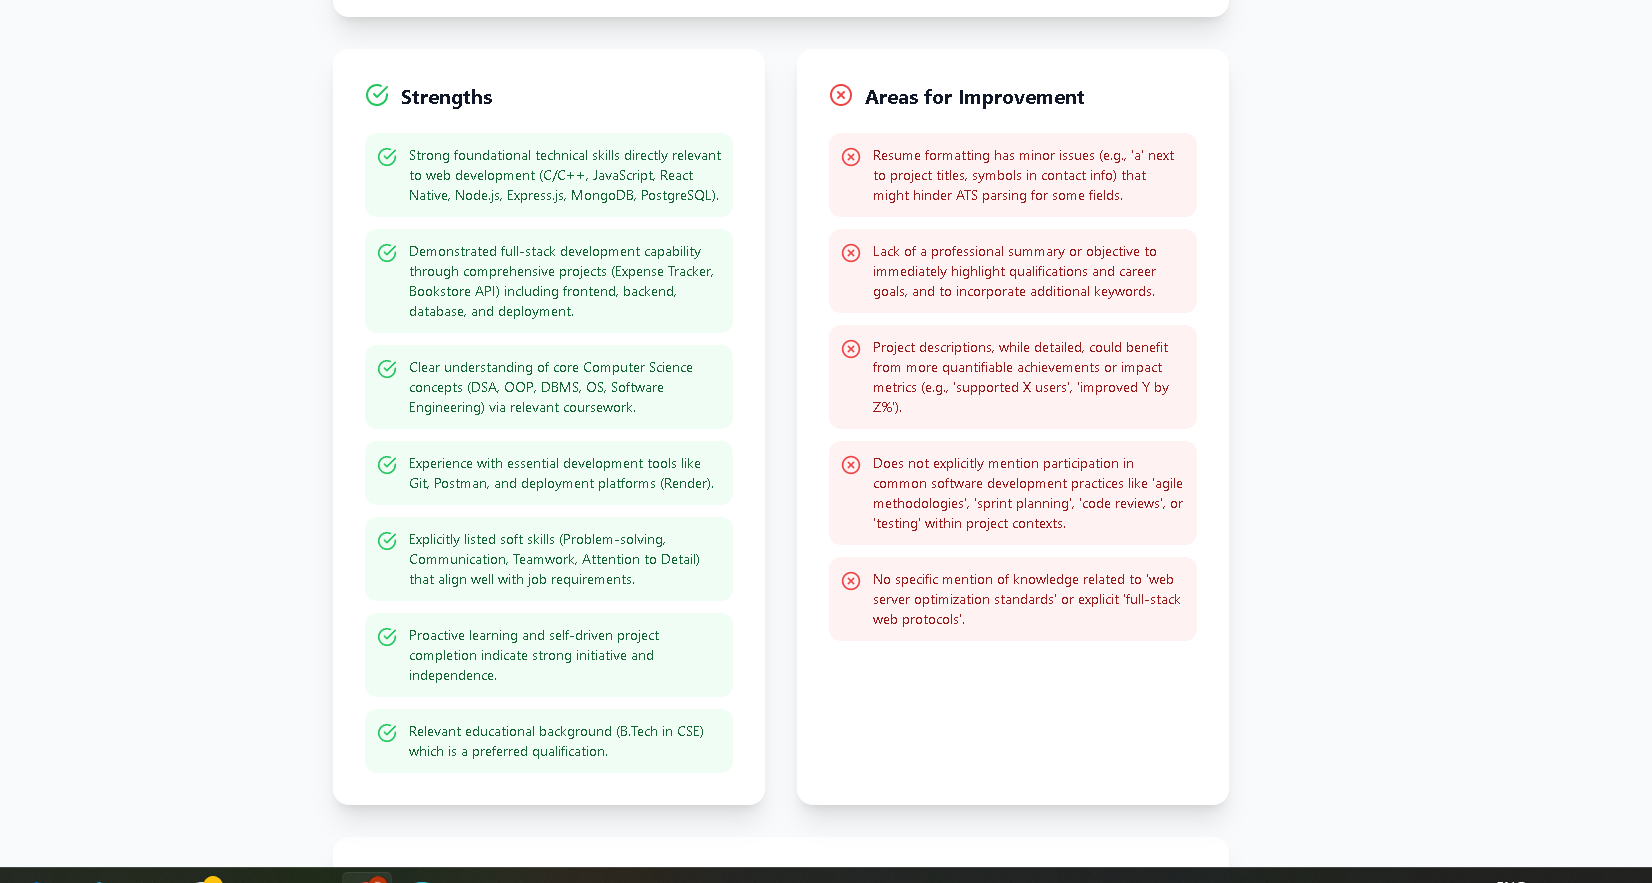 Strengths
Strong foundational technical skills directly relevant
to web development (C/C++, JavaScript, React
Native, Node.js, Express.js, MongoDB, PostgreSQL).
Demonstrated full-stack development capability
through comprehensive projects (Expense Tracker,
Bookstore API) including frontend, backend,
database, and deployment.
Clear understanding of core Computer Science
concepts (DSA, OOP, DBMS, OS, Software
Engineering) via relevant coursework.
Experience with essential development tools like
Git, Postman, and deployment platforms (Render).
Explicitly listed soft skills (Problem-solving,
Communication, Teamwork, Attention to Detail)
that align well with job requirements.
Proactive learning and self-driven project
completion indicate strong initiative and
independence.
Relevant educational background (B.Tech in CSE)
which is a preferred qualification.
Areas for Improvement
Resume formatting has minor issues (e.g., 'a' next
to project titles, symbols in contact info) that
might hinder ATS parsing for some fields.
Lack of a professional summary or objective to
immediately highlight qualifications and career
goals, and to incorporate additional keywords.
Project descriptions, while detailed, could benefit
from more quantifiable achievements or impact
metrics (e.g., 'supported X users', 'improved Y by
Z%').
Does not explicitly mention participation in
common software development practices like 'agile
methodologies', 'sprint planning', 'code reviews', or
'testing' within project contexts.
No specific mention of knowledge related to 'web
server optimization standards' or explicit 'full-stack
web protocols'.